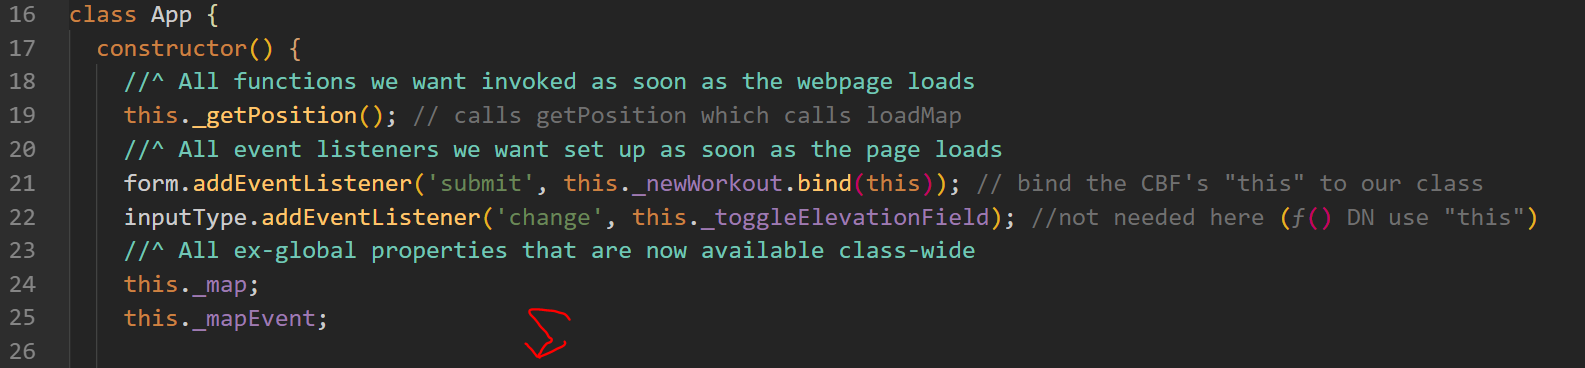 16 class App {
17 constructor() {
18 //^ All functions we want invoked as soon as the webpage loads
19 this._getPosition(); // calls getPosition which calls loadMap
20 //^ All event listeners we want set up as soon as the page loads
21 form.addEventListener('submit', this._newWorkout.bind(this)); // bind the CBF's "this" to our class
22 inputType.addEventListener('change', this._toggleElevationField); //not needed here (ƒ() DN use "this")
23 //^ All ex-global properties that are now available class-wide
24 this._map;
25 this._mapEvent;
26